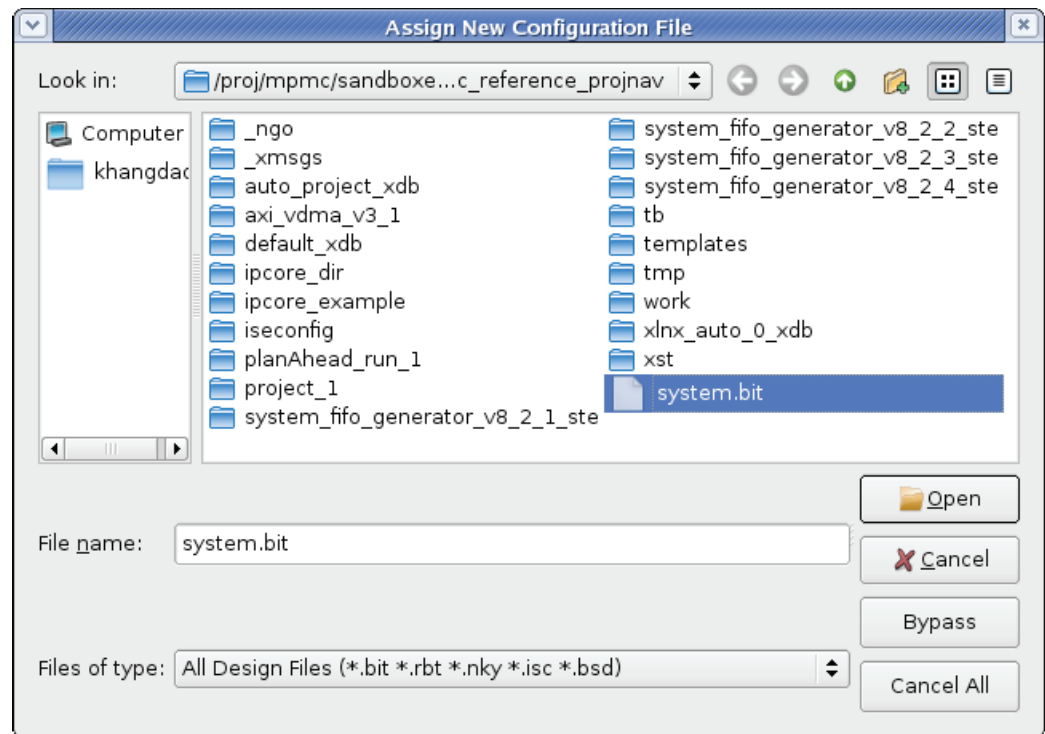 Assign New Configuration File
Look in:
/proj/mpmc/sandboxe...c_reference_projnav
Computer
khangdac
_ngo
_xmsgs
auto_project_xdb
axi_vdma_v3_1
default_xdb
ipcore_dir
ipcore_example
iseconfig
planAhead_run_1
project_1
system_fifo_generator_v8_2_1_ste
system_fifo_generator_v8_2_2_ste
system_fifo_generator_v8_2_3_ste
system_fifo_generator_v8_2_4_ste
tb
templates
tmp
work
xlnx_auto_0_xdb
xst
system.bit
Open
File name:
system.bit
Cancel
Bypass
Files of type:
All Design Files (*.bit *.rbt *.nky *.isc *.bsd)
Cancel All